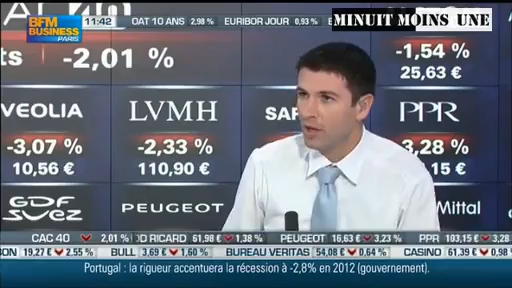 BFM
BUSINESS
PARIS
11:42
OAT 10 ANS 2,98 % EURIBOR JOUR 0,93 %
MINUIT MOINS UNE
-2,01 %
-1,54 %
25,63 €
VEOLIA
-3,07 %
10,56 €
LVMH
-2,33 %
110,90 €
PPR
3,28 %
GDF
SUEZ
PEUGEOT
Mittal
CAC 40 2,01 % RICARD 61,98 1,38 % PEUGEOT 16,63 3,23 % PPR 103,15 3,28
19,27 2,55 % BULL 3,69 1,60 % BUREAU VERITAS 54,08 0,64 % CASINO 61,39
Portugal : la rigueur accentuera la récession à -2,8% en 2012 (gouvernement).